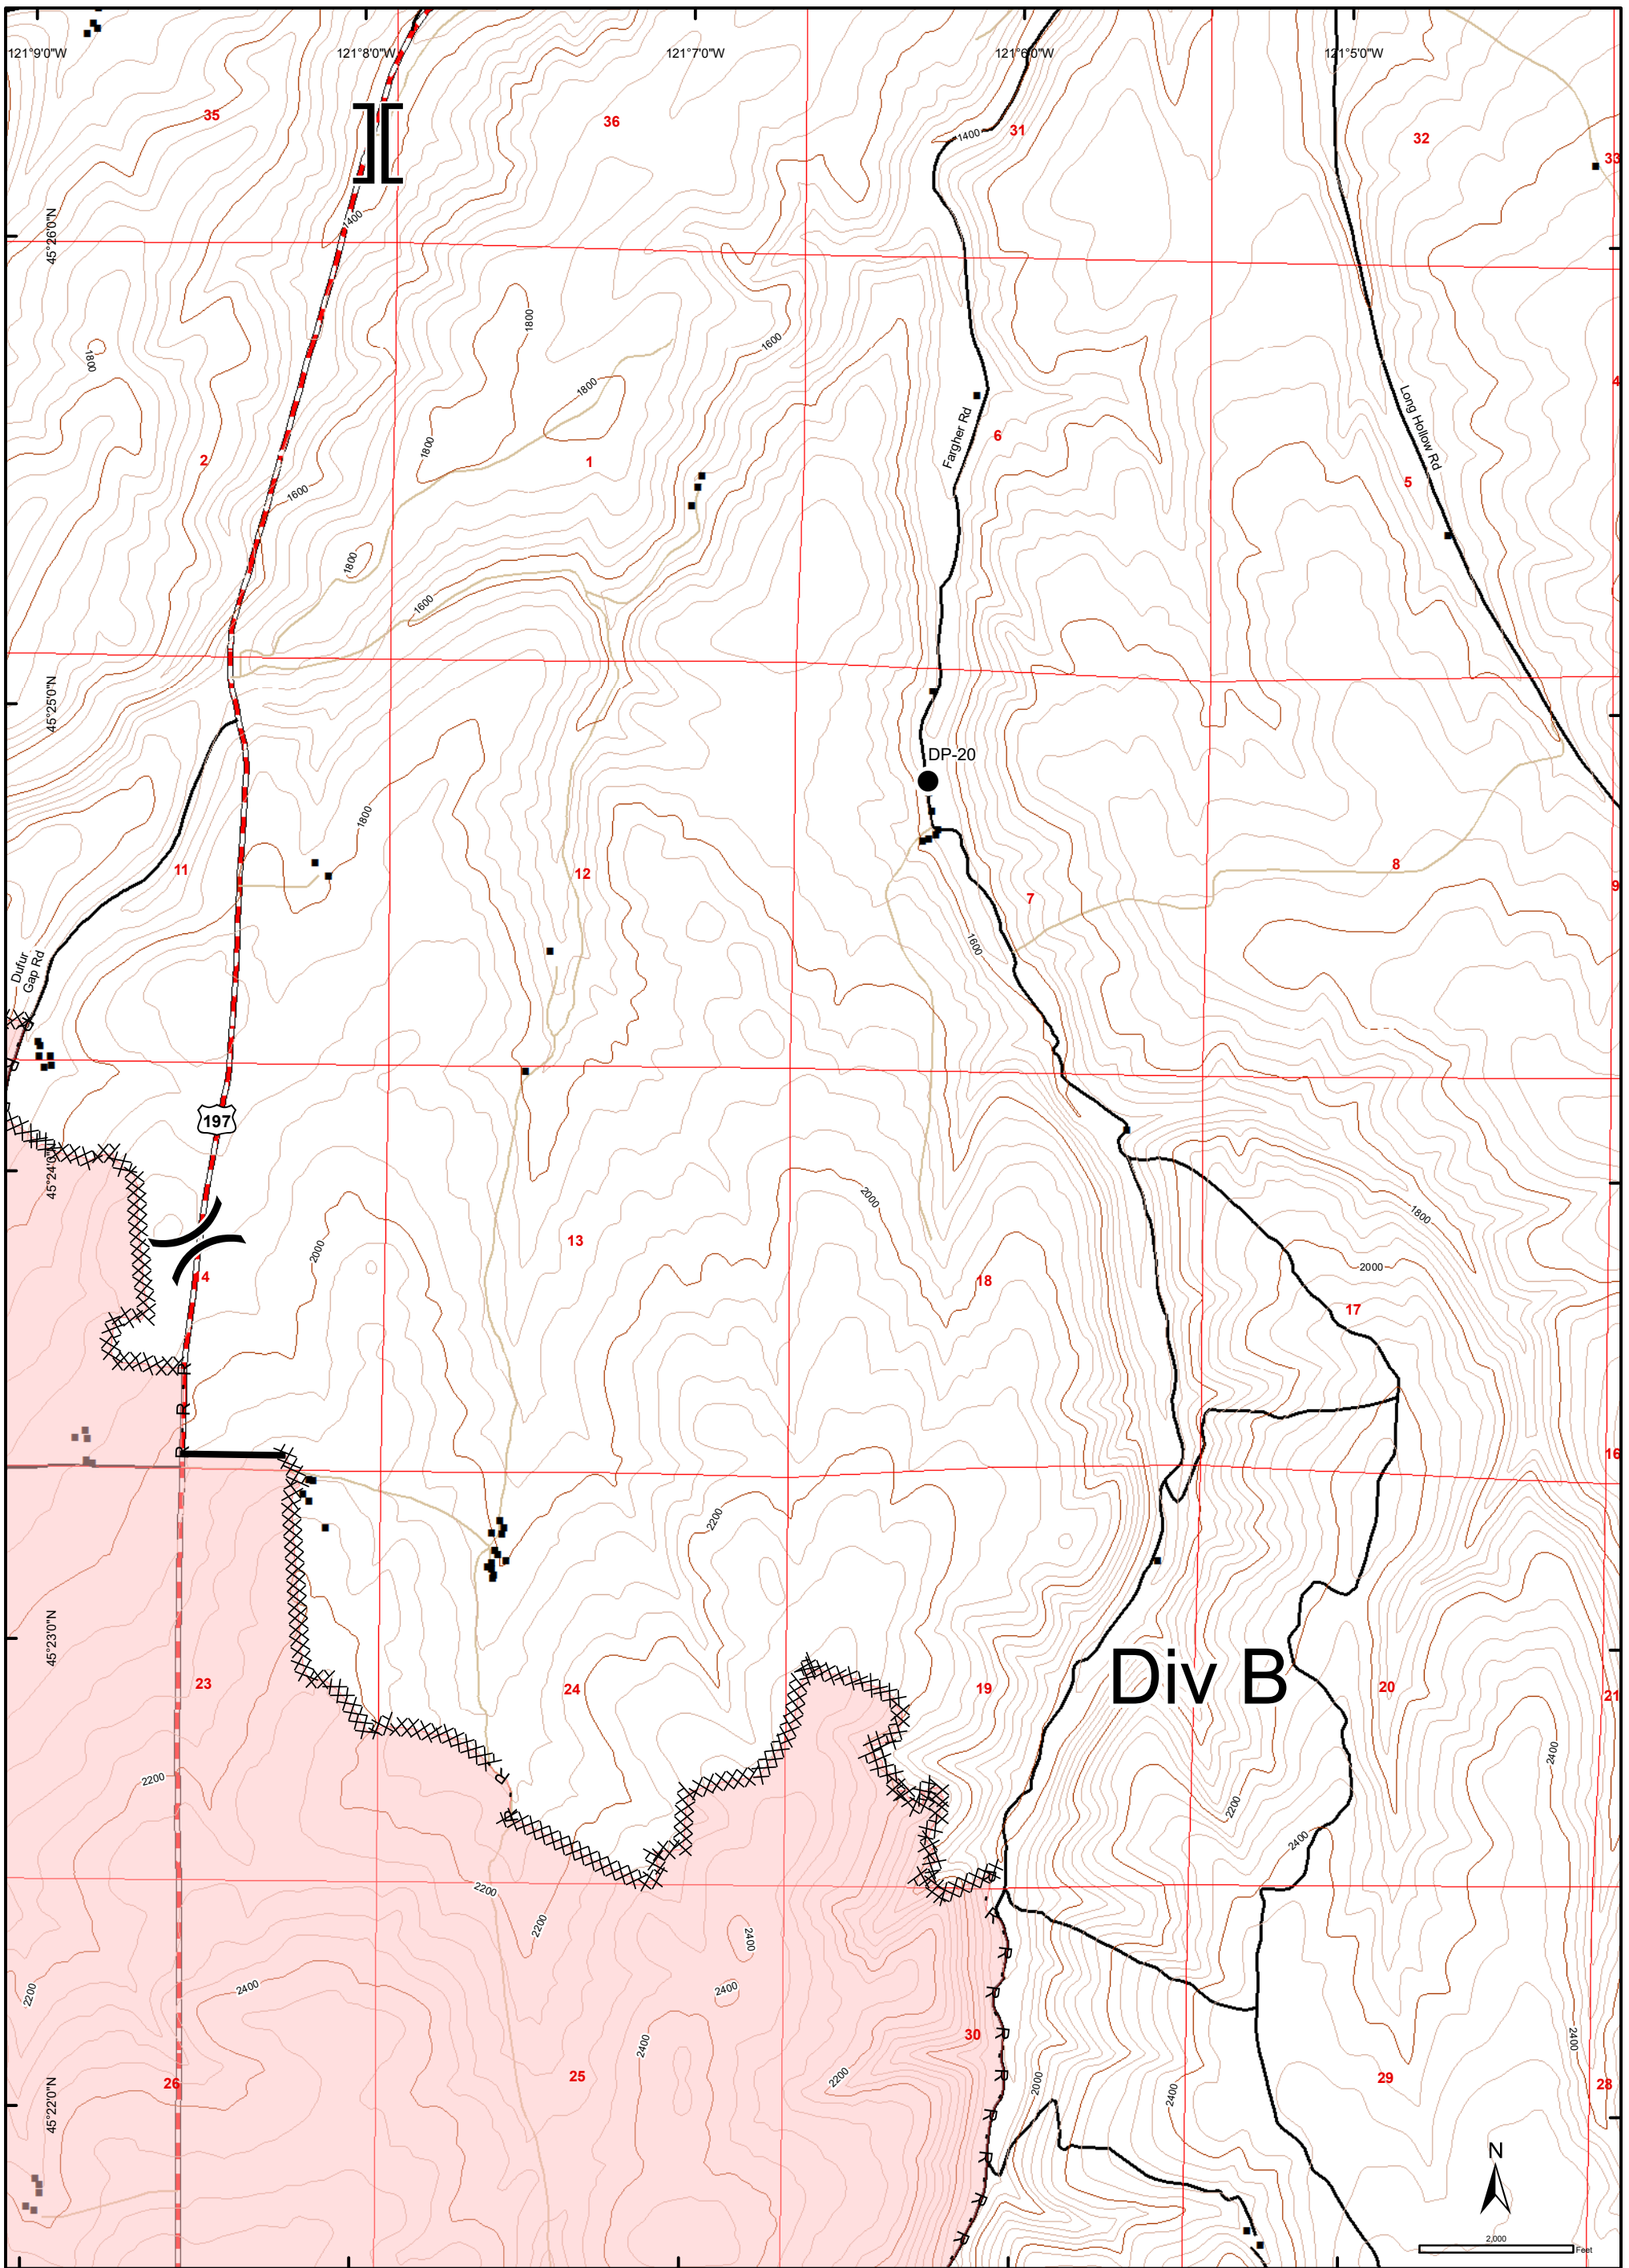 121°9'0"W
121°8'0"W
121°7'0"W
121°6'0"W
121°5'0"W
35
36
31
32
33
][
1400
1400
45°26'0"N
1800
1800
1600
1800
1800
2
1
6
5
4
Fargher Rd
Long Hollow Rd
1600
1800
1600
45°25'0"N
DP-20
1800
11
12
7
8
9
1600
Dufur
Gap Rd
R
197
45°24'0"N
2000
2000
1800
2000
4
13
18
17
16
R
R
R
2200
45°23'0"N
23
24
19
Div B
20
21
2200
R
R
2200
2400
2400
R
R
2200
2200
2400
2200
2400
2400
R
R
R
R
R
R
R
R
2400
2400
2200
2000
2400
26
25
30
29
28
45°22'0"N
N
2,000
Feet